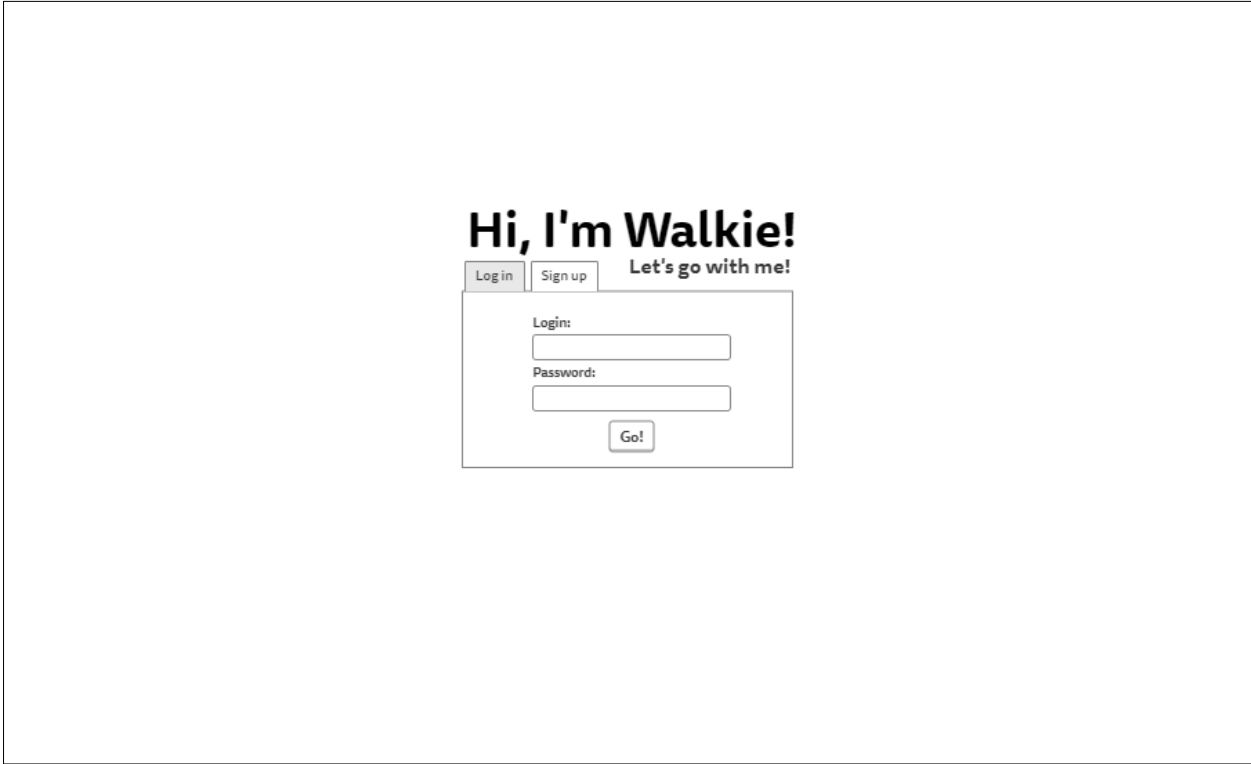 Hi, I'm Walkie!
Let's go with me!
Log in
Sign up
Login:
Password:
Go!